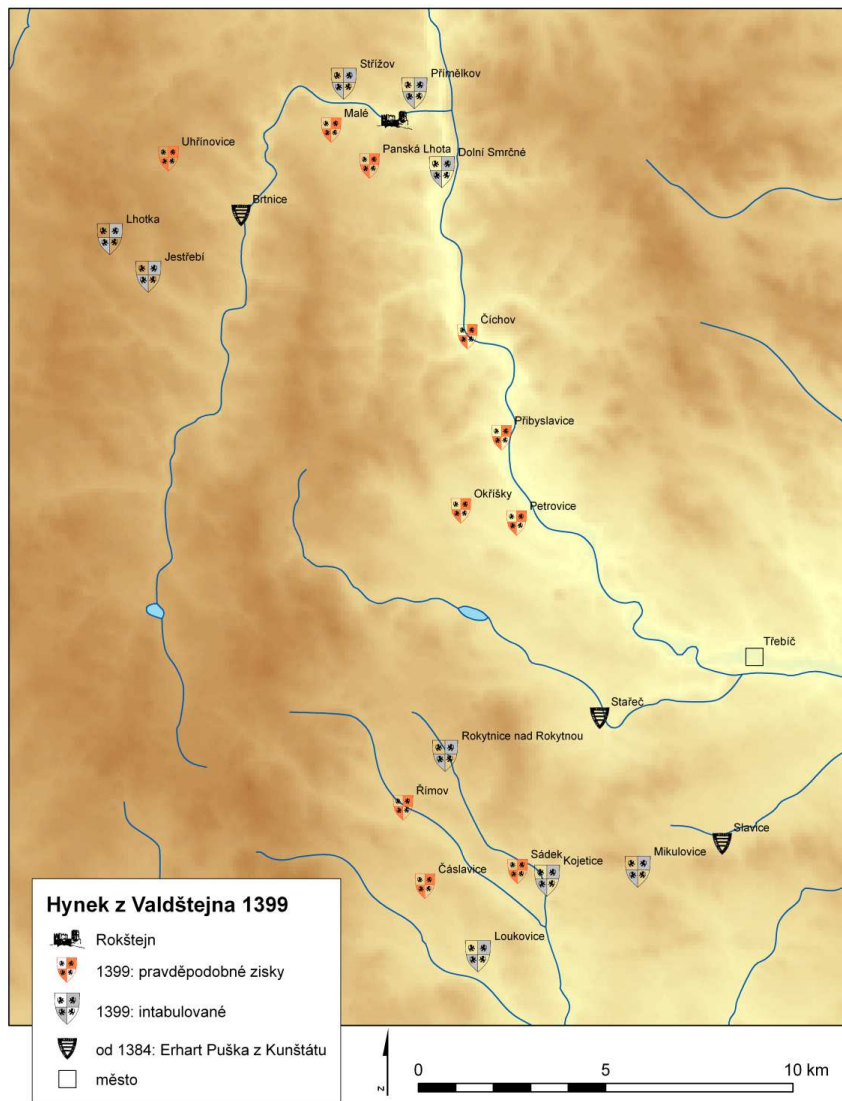 Střížov
Přímělkov
Malé
Uhřínovice
Panská Lhota
Dolní Smrčné
Brtnice
Lhotka
Jestřebí
Číchov
Přibyslavice
Okříšky
Petrovice
Třebíč
Stařeč
Rokytnice nad Rokytnou
Římov
Slavice
Sádek
Kojetice
Mikulovice
Čáslavice
Loukovice
Hynek z Valdštejna 1399
Rokštejn
1399: pravděpodobné zisky
1399: intabulované
od 1384: Erhart Puška z Kunštátu
město
z
0 5 10 km